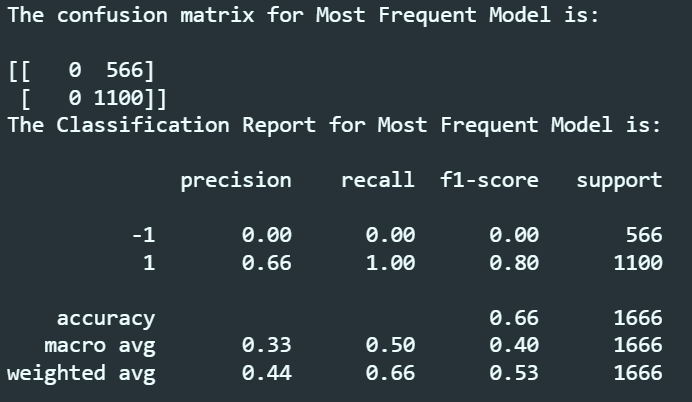 The confusion matrix for Most Frequent Model is:
[[   0  566]
 [   0 1100]]
The Classification Report for Most Frequent Model is:
              precision    recall  f1-score   support
          -1       0.00      0.00      0.00       566
           1       0.66      1.00      0.80      1100
    accuracy                           0.66      1666
   macro avg       0.33      0.50      0.40      1666
weighted avg       0.44      0.66      0.53      1666